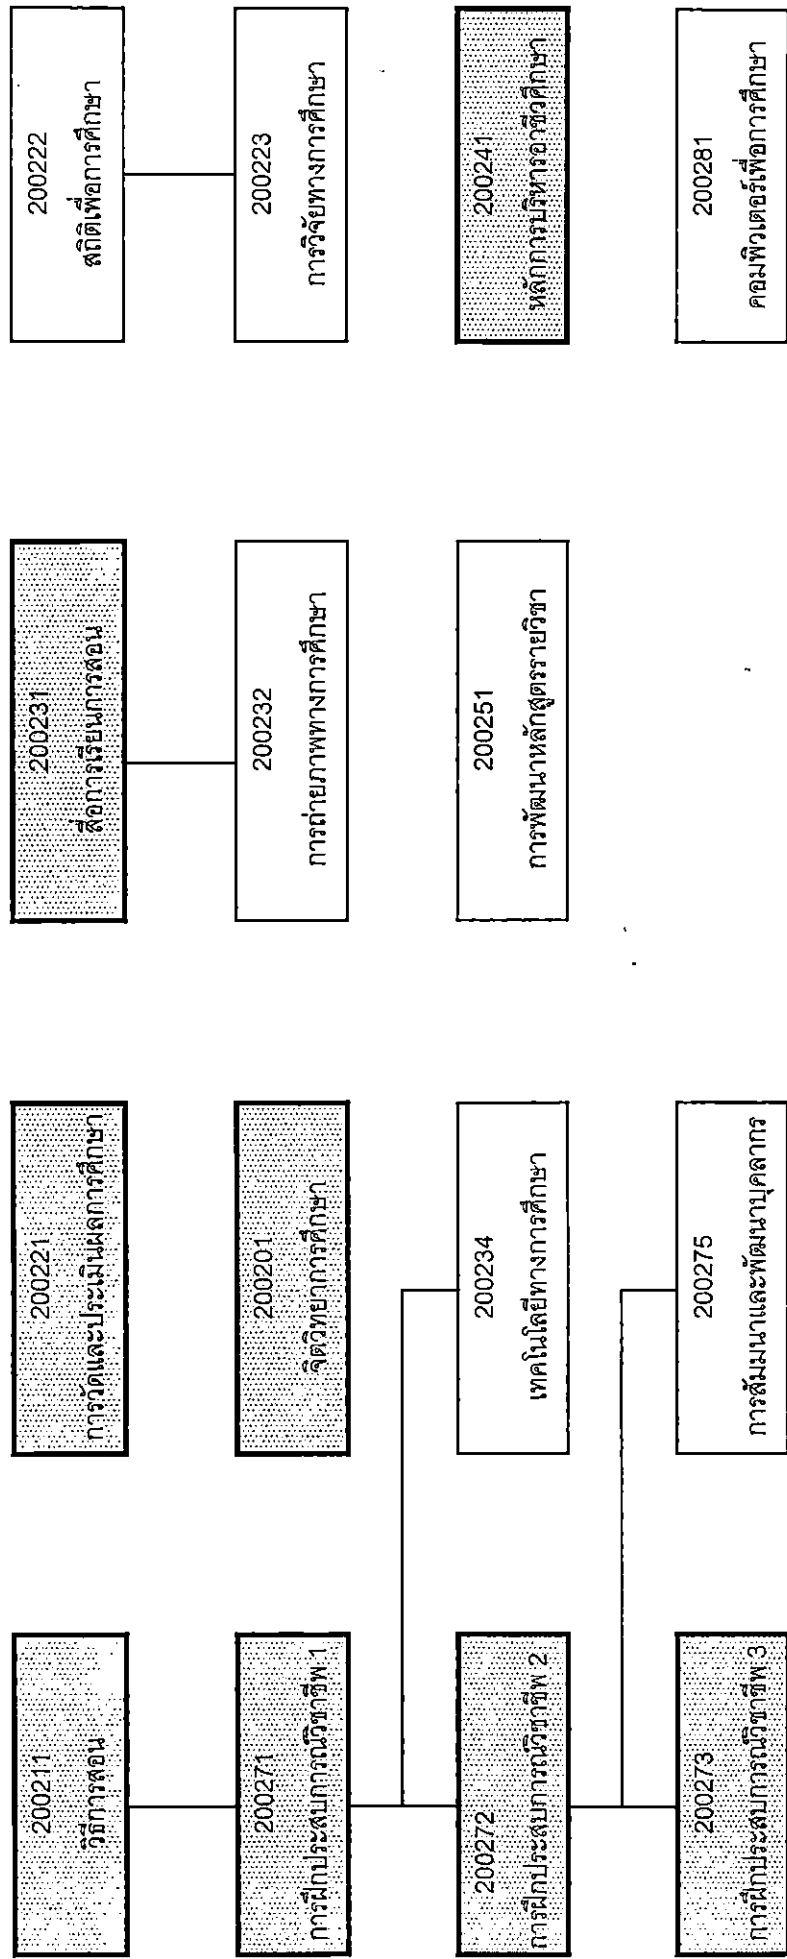 200211
วิธีการสอน
200221
การวัดและประเมินผลการศึกษา
200231
สื่อการเรียนการสอน
200222
สถิติเพื่อการศึกษา
200271
การฝึกประสบการณ์วิชาชีพ 1
200201
จิตวิทยาการศึกษา
200232
การถ่ายภาพทางการศึกษา
200223
การวิจัยทางการศึกษา
200272
การฝึกประสบการณ์วิชาชีพ 2
200234
เทคโนโลยีทางการศึกษา
200251
การพัฒนาหลักสูตรรายวิชา
200241
หลักการบริหารอาชีวศึกษา
200273
การฝึกประสบการณ์วิชาชีพ 3
200275
การสัมมนาและพัฒนาบุคลากร
200281
คอมพิวเตอร์เพื่อการศึกษา